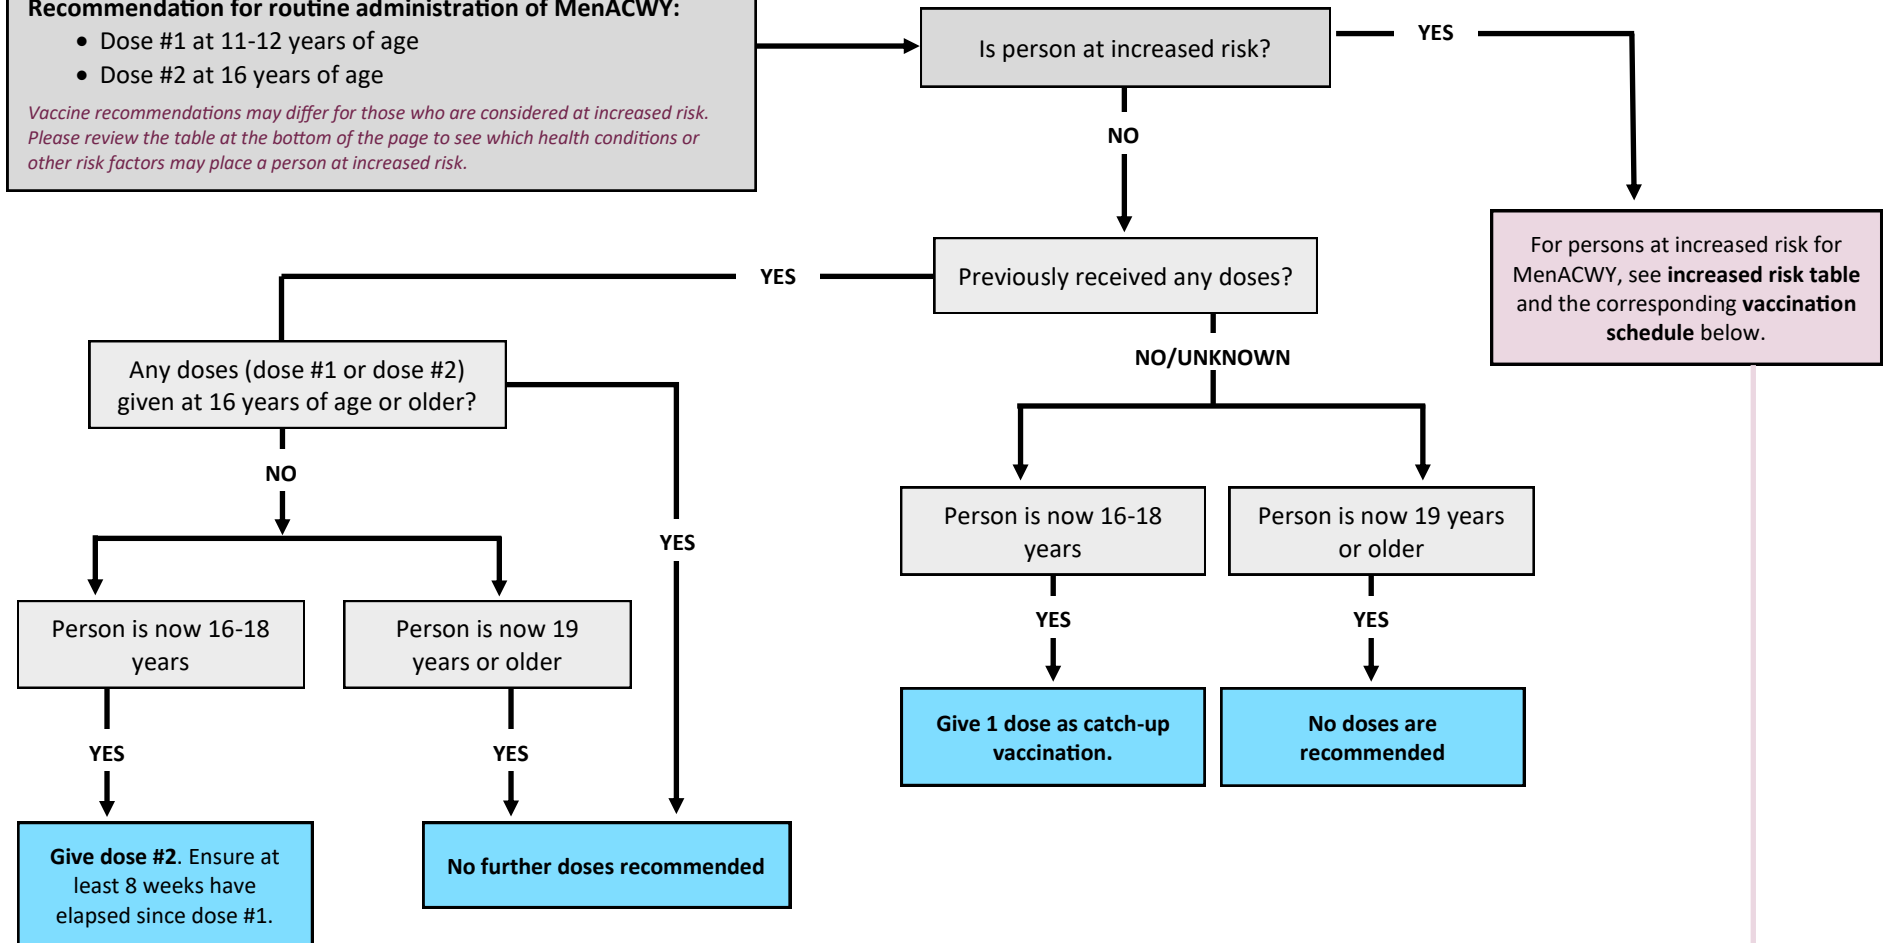 Recommendation for routine administration of MenACWY:
• Dose #1 at 11-12 years of age
• Dose #2 at 16 years of age
Vaccine recommendations may differ for those who are considered at increased risk.
Please review the table at the bottom of the page to see which health conditions or
other risk factors may place a person at increased risk.
Is person at increased risk?
YES
NO
For persons at increased risk for
MenACWY, see increased risk table
and the corresponding vaccination
schedule below.
Previously received any doses?
YES
NO/UNKNOWN
Any doses (dose #1 or dose #2)
given at 16 years of age or older?
NO
YES
Person is now 16-18
years
Person is now 19
years or older
YES
YES
Give dose #2. Ensure at
least 8 weeks have
elapsed since dose #1.
No further doses recommended
Person is now 16-18
years
Person is now 19 years
or older
YES
YES
Give 1 dose as catch-up
vaccination.
No doses are
recommended